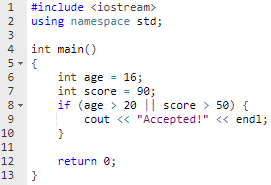 1 #include <iostream>
2 using namespace std;
3
4 int main()
5 {
6 int age = 16;
7 int score = 90;
8 if (age > 20 || score > 50) {
9 cout << "Accepted!" << endl;
10 }
11
12 return 0;
13 }